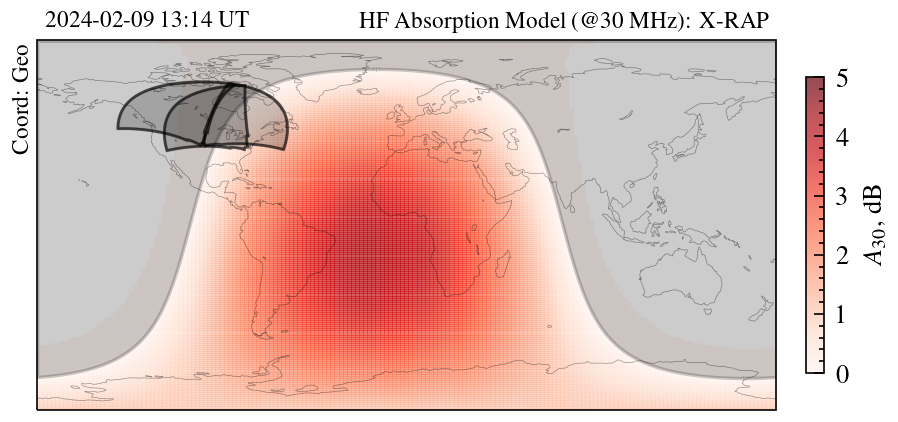 2024-02-09 13:14 UT
HF Absorption Model (@30 MHz): X-RAP
Coord: Geo
5
4
3
2
1
0
A30, dB